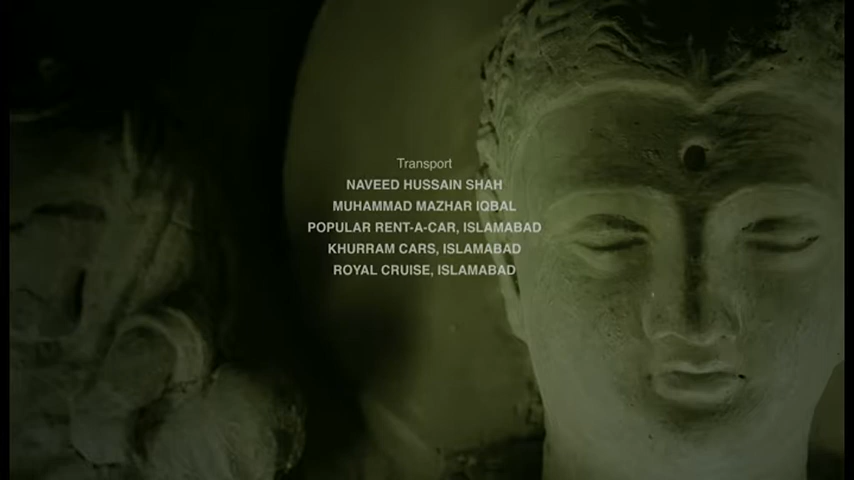 Transport
NAVEED HUSSAIN SHAH
MUHAMMAD MAZHAR IQBAL
POPULAR RENT-A-CAR, ISLAMABAD
KHURRAM CARS, ISLAMABAD
ROYAL CRUISE, ISLAMABAD